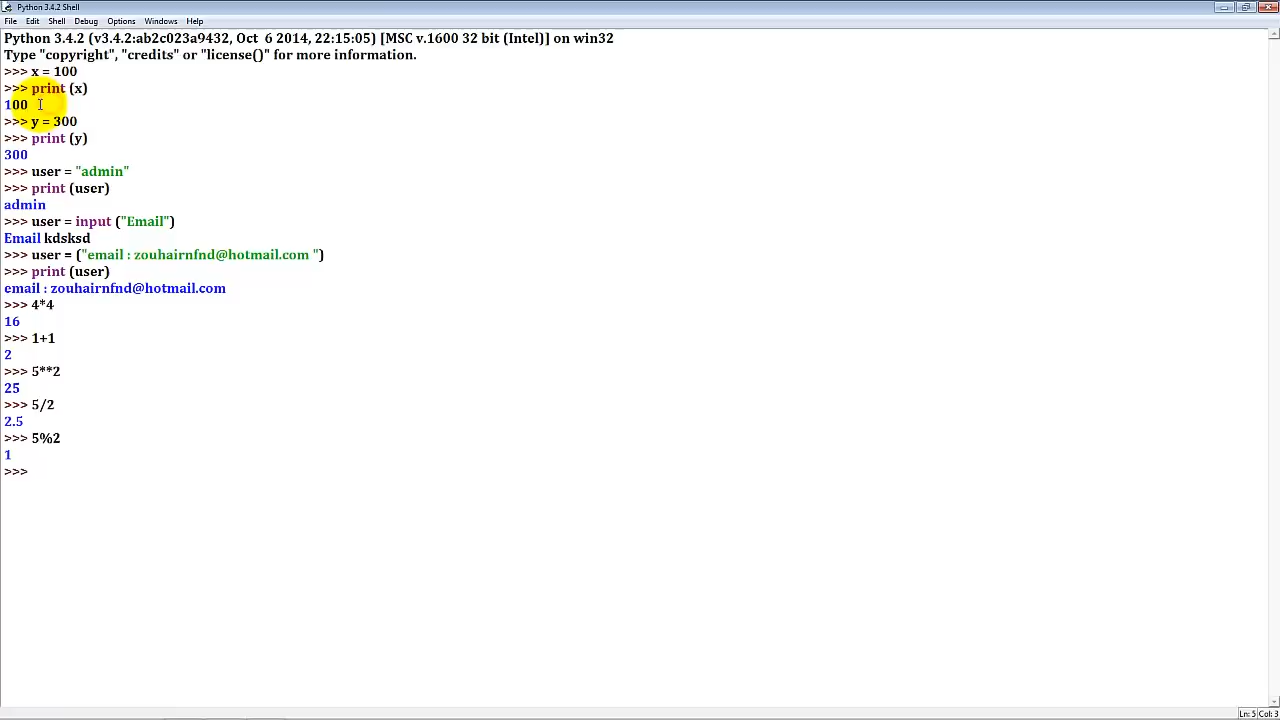 Python 3.4.2 Shell
File Edit Shell Debug Options Windows Help
Python 3.4.2 (v3.4.2:ab2c023a9432, Oct  6 2014, 22:15:05) [MSC v.1600 32 bit (Intel)] on win32
Type "copyright", "credits" or "license()" for more information.
>>> x = 100
>>> print (x)
100
>>> y = 300
>>> print (y)
300
>>> user = "admin"
>>> print (user)
admin
>>> user = input ("Email")
Email kdsksd
>>> user = ("email : zouhairnfnd@hotmail.com ")
>>> print (user)
email : zouhairnfnd@hotmail.com
>>> 4*4
16
>>> 1+1
2
>>> 5**2
25
>>> 5/2
2.5
>>> 5%2
1
>>>
Ln: 5 Col: 3